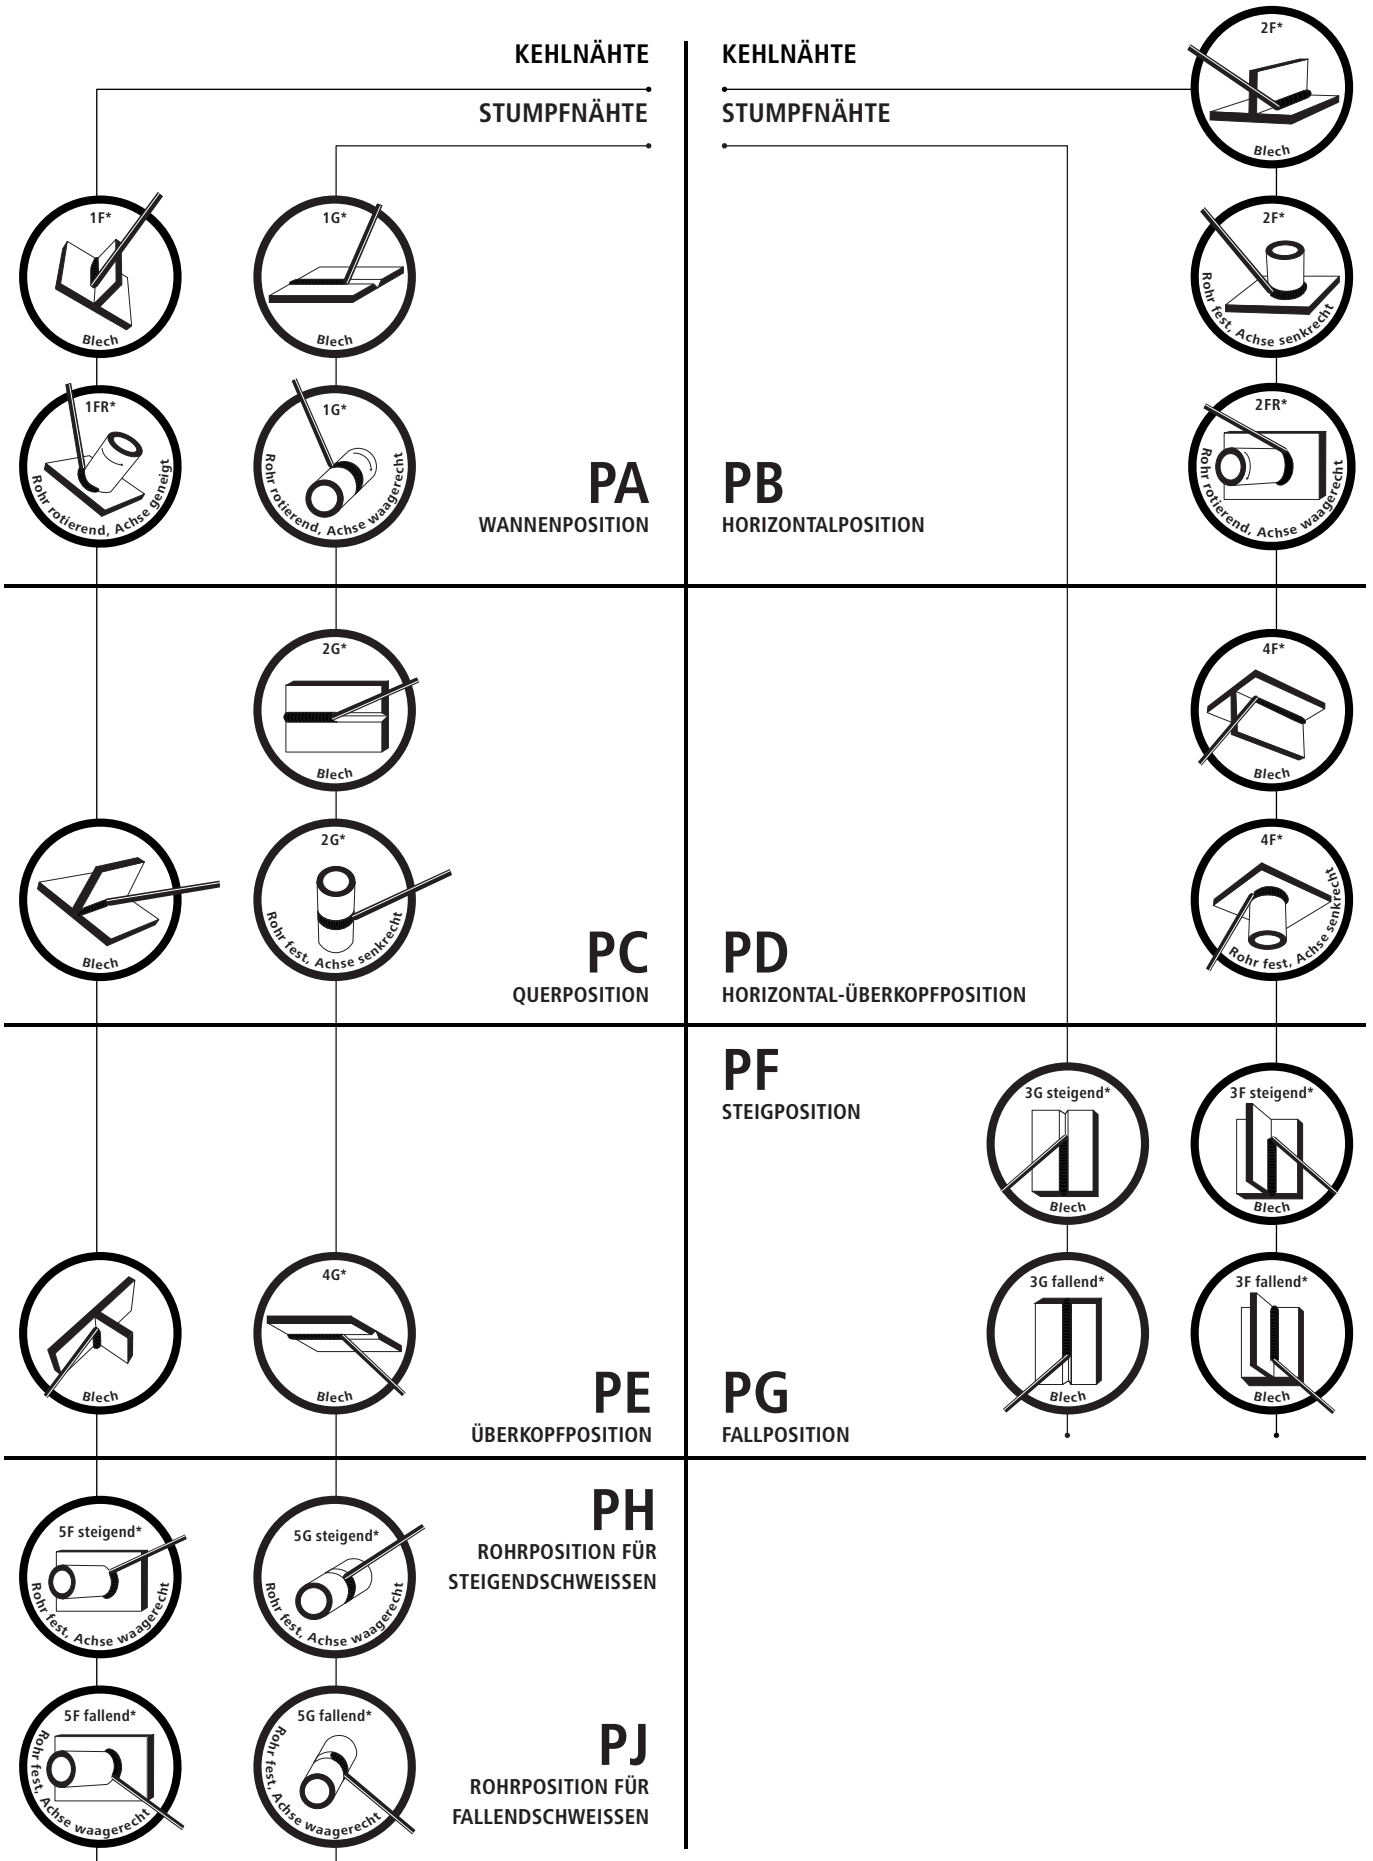 KEHLNÄHTE
STUMPFNÄHTE
1F*
Blech
1G*
Blech
1FR*
Rohr rotierend, Achse geneigt
1G*
Rohr rotierend, Achse waagerecht
PA
WANNENPOSITION
KEHLNÄHTE
STUMPFNÄHTE
2F*
Blech
2F*
Rohr fest, Achse senkrecht
2FR*
Rohr rotierend, Achse waagerecht
PB
HORIZONTALPOSITION
2G*
Blech
Blech
2G*
Rohr fest, Achse senkrecht
PC
QUERPOSITION
4F*
Blech
4F*
Rohr fest, Achse senkrecht
PD
HORIZONTAL-ÜBERKOPFPOSITION
Blech
4G*
Blech
PE
ÜBERKOPFPOSITION
PF
STEIGPOSITION
3G steigend*
Blech
3F steigend*
Blech
3G fallend*
Blech
3F fallend*
Blech
PG
FALLPOSITION
5F steigend*
Rohr fest, Achse waagerecht
5G steigend*
Rohr fest, Achse waagerecht
PH
ROHRPOSITION FÜR
STEIGENDSCHWEISSEN
5F fallend*
Rohr fest, Achse waagerecht
5G fallend*
Rohr fest, Achse waagerecht
PJ
ROHRPOSITION FÜR
FALLENDSCHWEISSEN